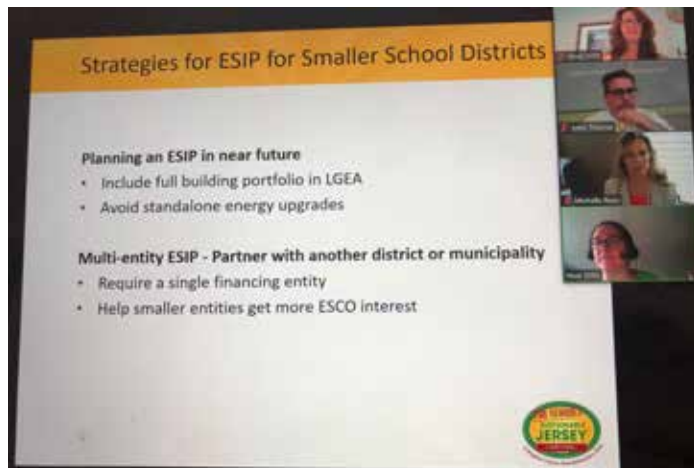 Strategies for ESIP for Smaller School Districts
Planning an ESIP in near future
• Include full building portfolio in LGEA
• Avoid standalone energy upgrades
Multi-entity ESIP - Partner with another district or municipality
• Require a single financing entity
• Help smaller entities get more ESCO interest
SUSTAINABLE
JERSEY